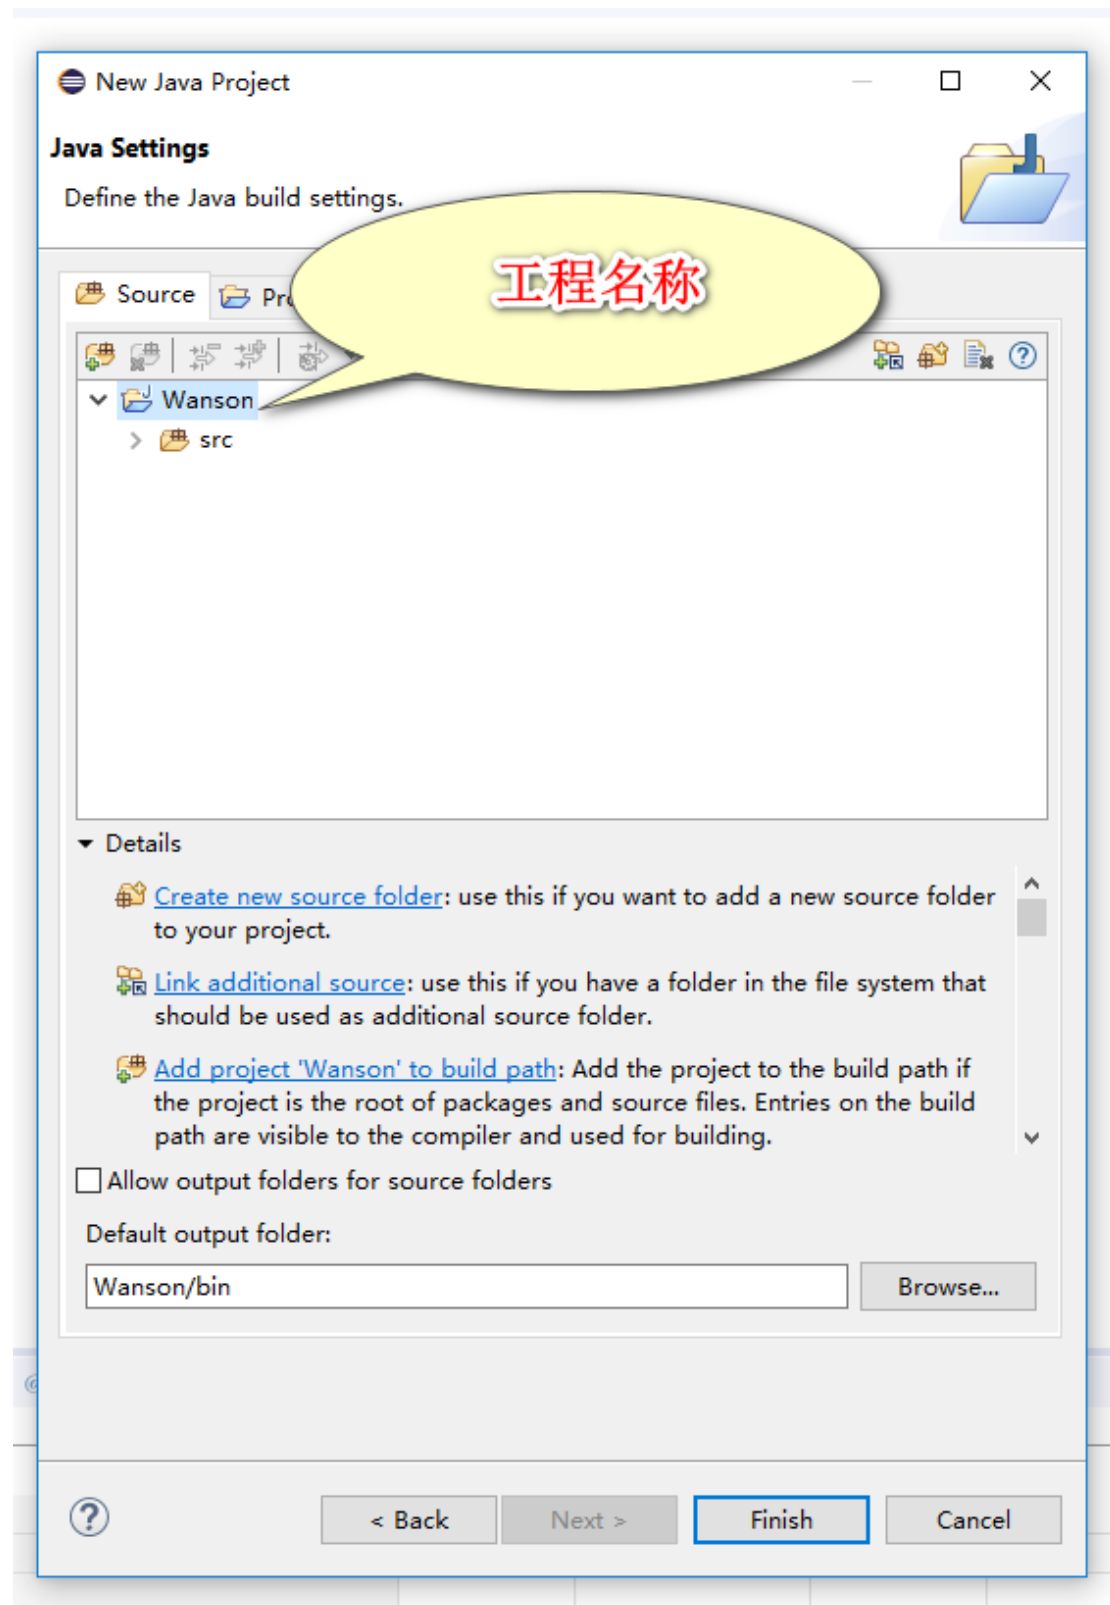 New Java Project
Java Settings
Define the Java build settings.
工程名称
Source
Wanson
src
Details
Create new source folder: use this if you want to add a new source folder
to your project.
Link additional source: use this if you have a folder in the file system that
should be used as additional source folder.
Add project 'Wanson' to build path: Add the project to the build path if
the project is the root of packages and source files. Entries on the build
path are visible to the compiler and used for building.
Allow output folders for source folders
Default output folder:
Wanson/bin
Browse...
< Back
Next >
Finish
Cancel